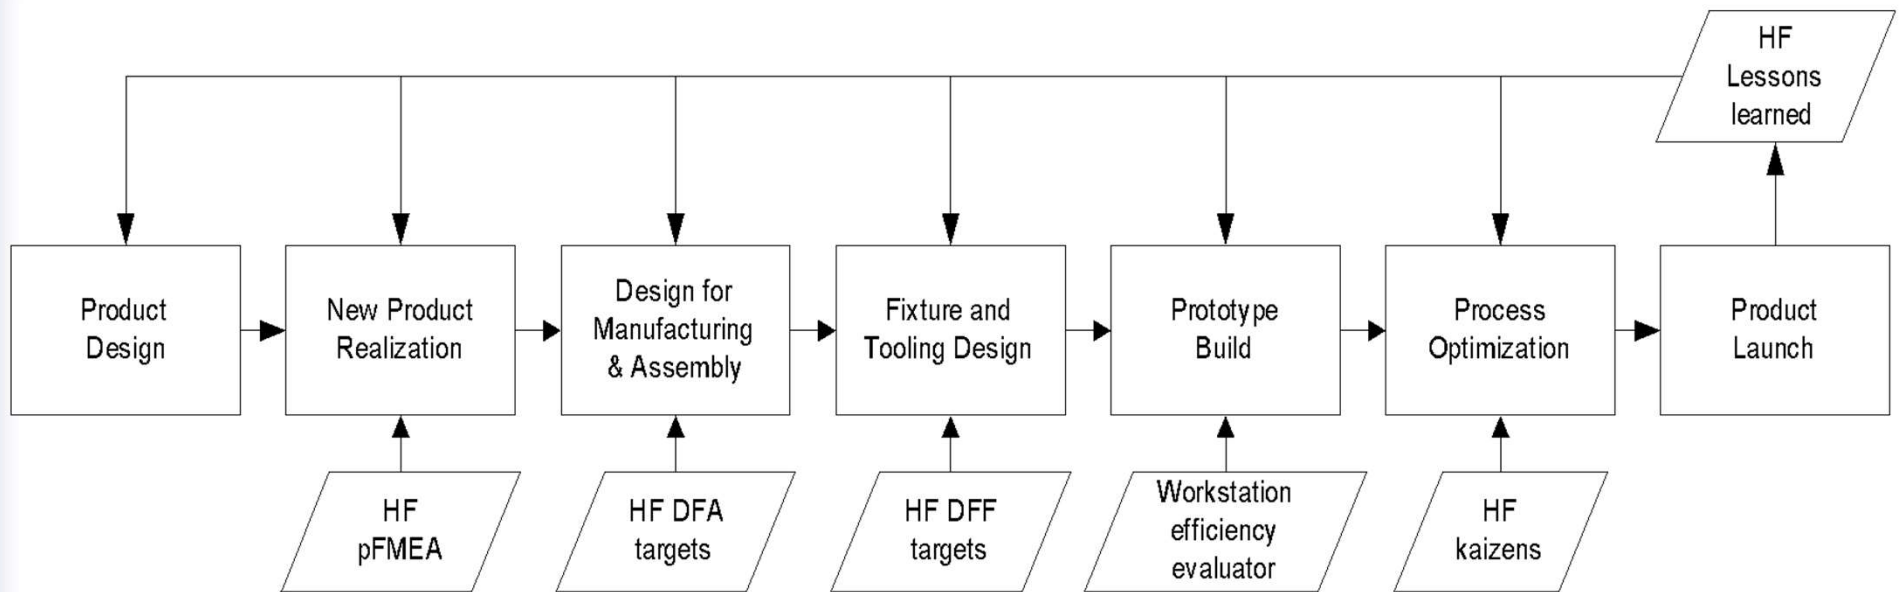 HF
Lessons
learned
Product
Design
New Product
Realization
Design for
Manufacturing
& Assembly
Fixture and
Tooling Design
Prototype
Build
Process
Optimization
Product
Launch
HF
pFMEA
HF DFA
targets
HF DFF
targets
Workstation
efficiency
evaluator
HF
kaizens